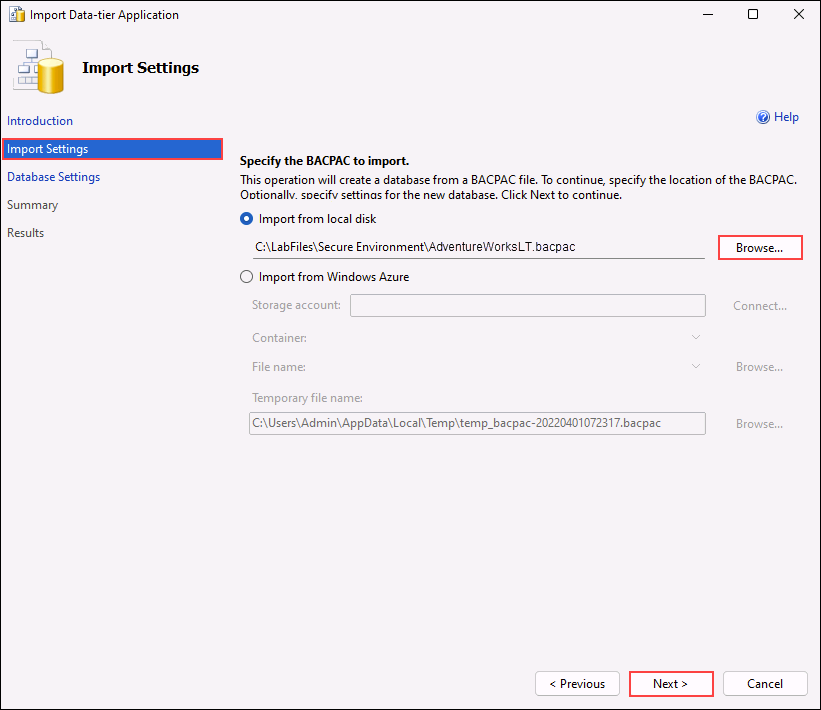 Import Data-tier Application
Import Settings
Introduction
Help
Import Settings
Database Settings
Summary
Results
Specify the BACPAC to import.
This operation will create a database from a BACPAC file. To continue, specify the location of the BACPAC.
Optionally, specify settings for the new database. Click Next to continue.
Import from local disk
C:\LabFiles\Secure Environment\AdventureWorksLT.bacpac
Browse...
Import from Windows Azure
Storage account:
Connect...
Container:
File name:
Browse...
Temporary file name:
C:\Users\Admin\AppData\Local\Temp\temp_bacpac-20220401072317.bacpac
Browse...
< Previous
Next >
Cancel